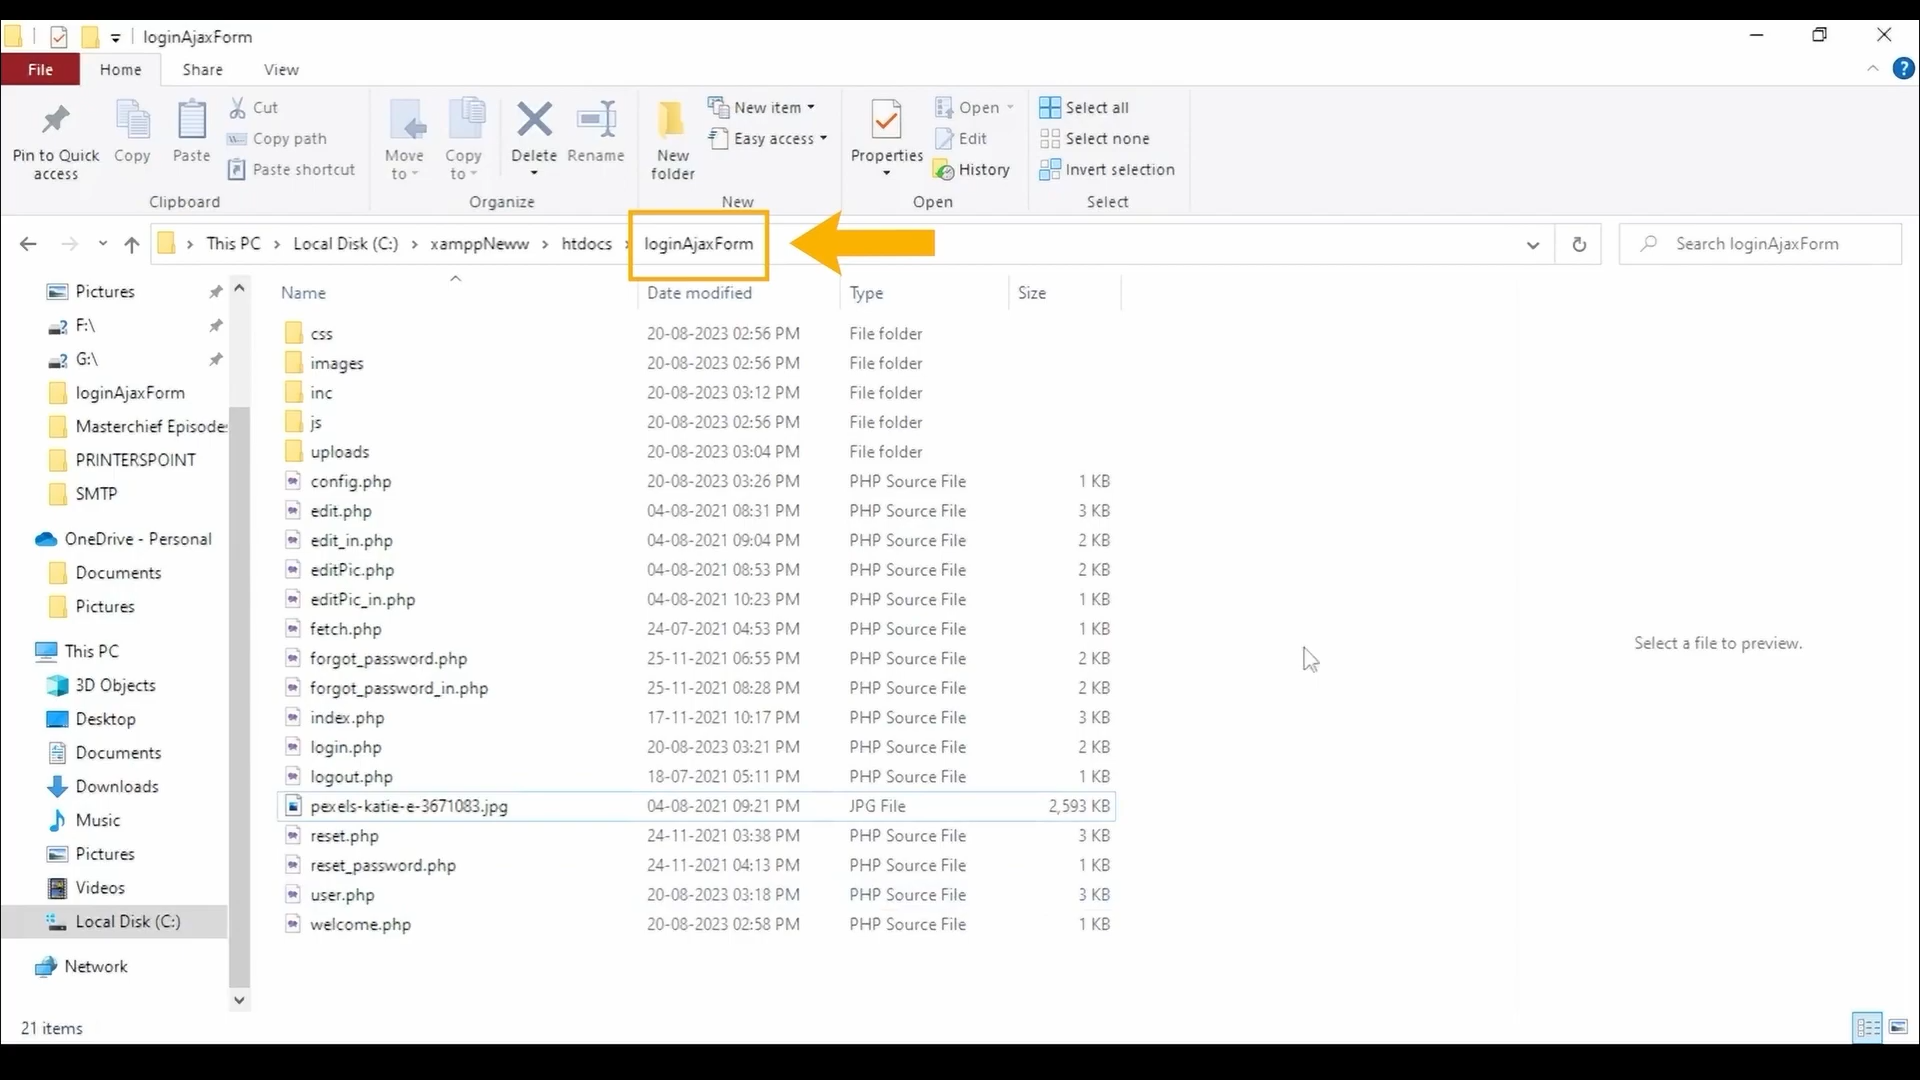 loginAjaxForm
File Home Share View
Pin to Quick access
Copy
Paste
Cut
Copy path
Paste shortcut
Clipboard
Move to
Copy to
Delete
Rename
Organize
New folder
New item
Easy access
New
Properties
Open
Edit
History
Open
Select all
Select none
Invert selection
Select
This PC › Local Disk (C:) › xamppNeww › htdocs › loginAjaxForm
Search loginAjaxForm
Pictures
F:\
G:\
loginAjaxForm
Masterchief Episode
PRINTERSPOINT
SMTP
OneDrive - Personal
Documents
Pictures
This PC
3D Objects
Desktop
Documents
Downloads
Music
Pictures
Videos
Local Disk (C:)
Network
Name Date modified Type Size
css 20-08-2023 02:56 PM File folder
images 20-08-2023 02:56 PM File folder
inc 20-08-2023 03:12 PM File folder
js 20-08-2023 02:56 PM File folder
uploads 20-08-2023 03:04 PM File folder
config.php 20-08-2023 03:26 PM PHP Source File 1 KB
edit.php 04-08-2021 08:31 PM PHP Source File 3 KB
edit_in.php 04-08-2021 09:04 PM PHP Source File 2 KB
editPic.php 04-08-2021 08:53 PM PHP Source File 2 KB
editPic_in.php 04-08-2021 10:23 PM PHP Source File 1 KB
fetch.php 24-07-2021 04:53 PM PHP Source File 1 KB
forgot_password.php 25-11-2021 06:55 PM PHP Source File 2 KB
forgot_password_in.php 25-11-2021 08:28 PM PHP Source File 2 KB
index.php 17-11-2021 10:17 PM PHP Source File 3 KB
login.php 20-08-2023 03:21 PM PHP Source File 2 KB
logout.php 18-07-2021 05:11 PM PHP Source File 1 KB
pexels-katie-e-3671083.jpg 04-08-2021 09:21 PM JPG File 2,593 KB
reset.php 24-11-2021 03:38 PM PHP Source File 3 KB
reset_password.php 24-11-2021 04:13 PM PHP Source File 1 KB
user.php 20-08-2023 03:18 PM PHP Source File 3 KB
welcome.php 20-08-2023 02:58 PM PHP Source File 1 KB
Select a file to preview.
21 items